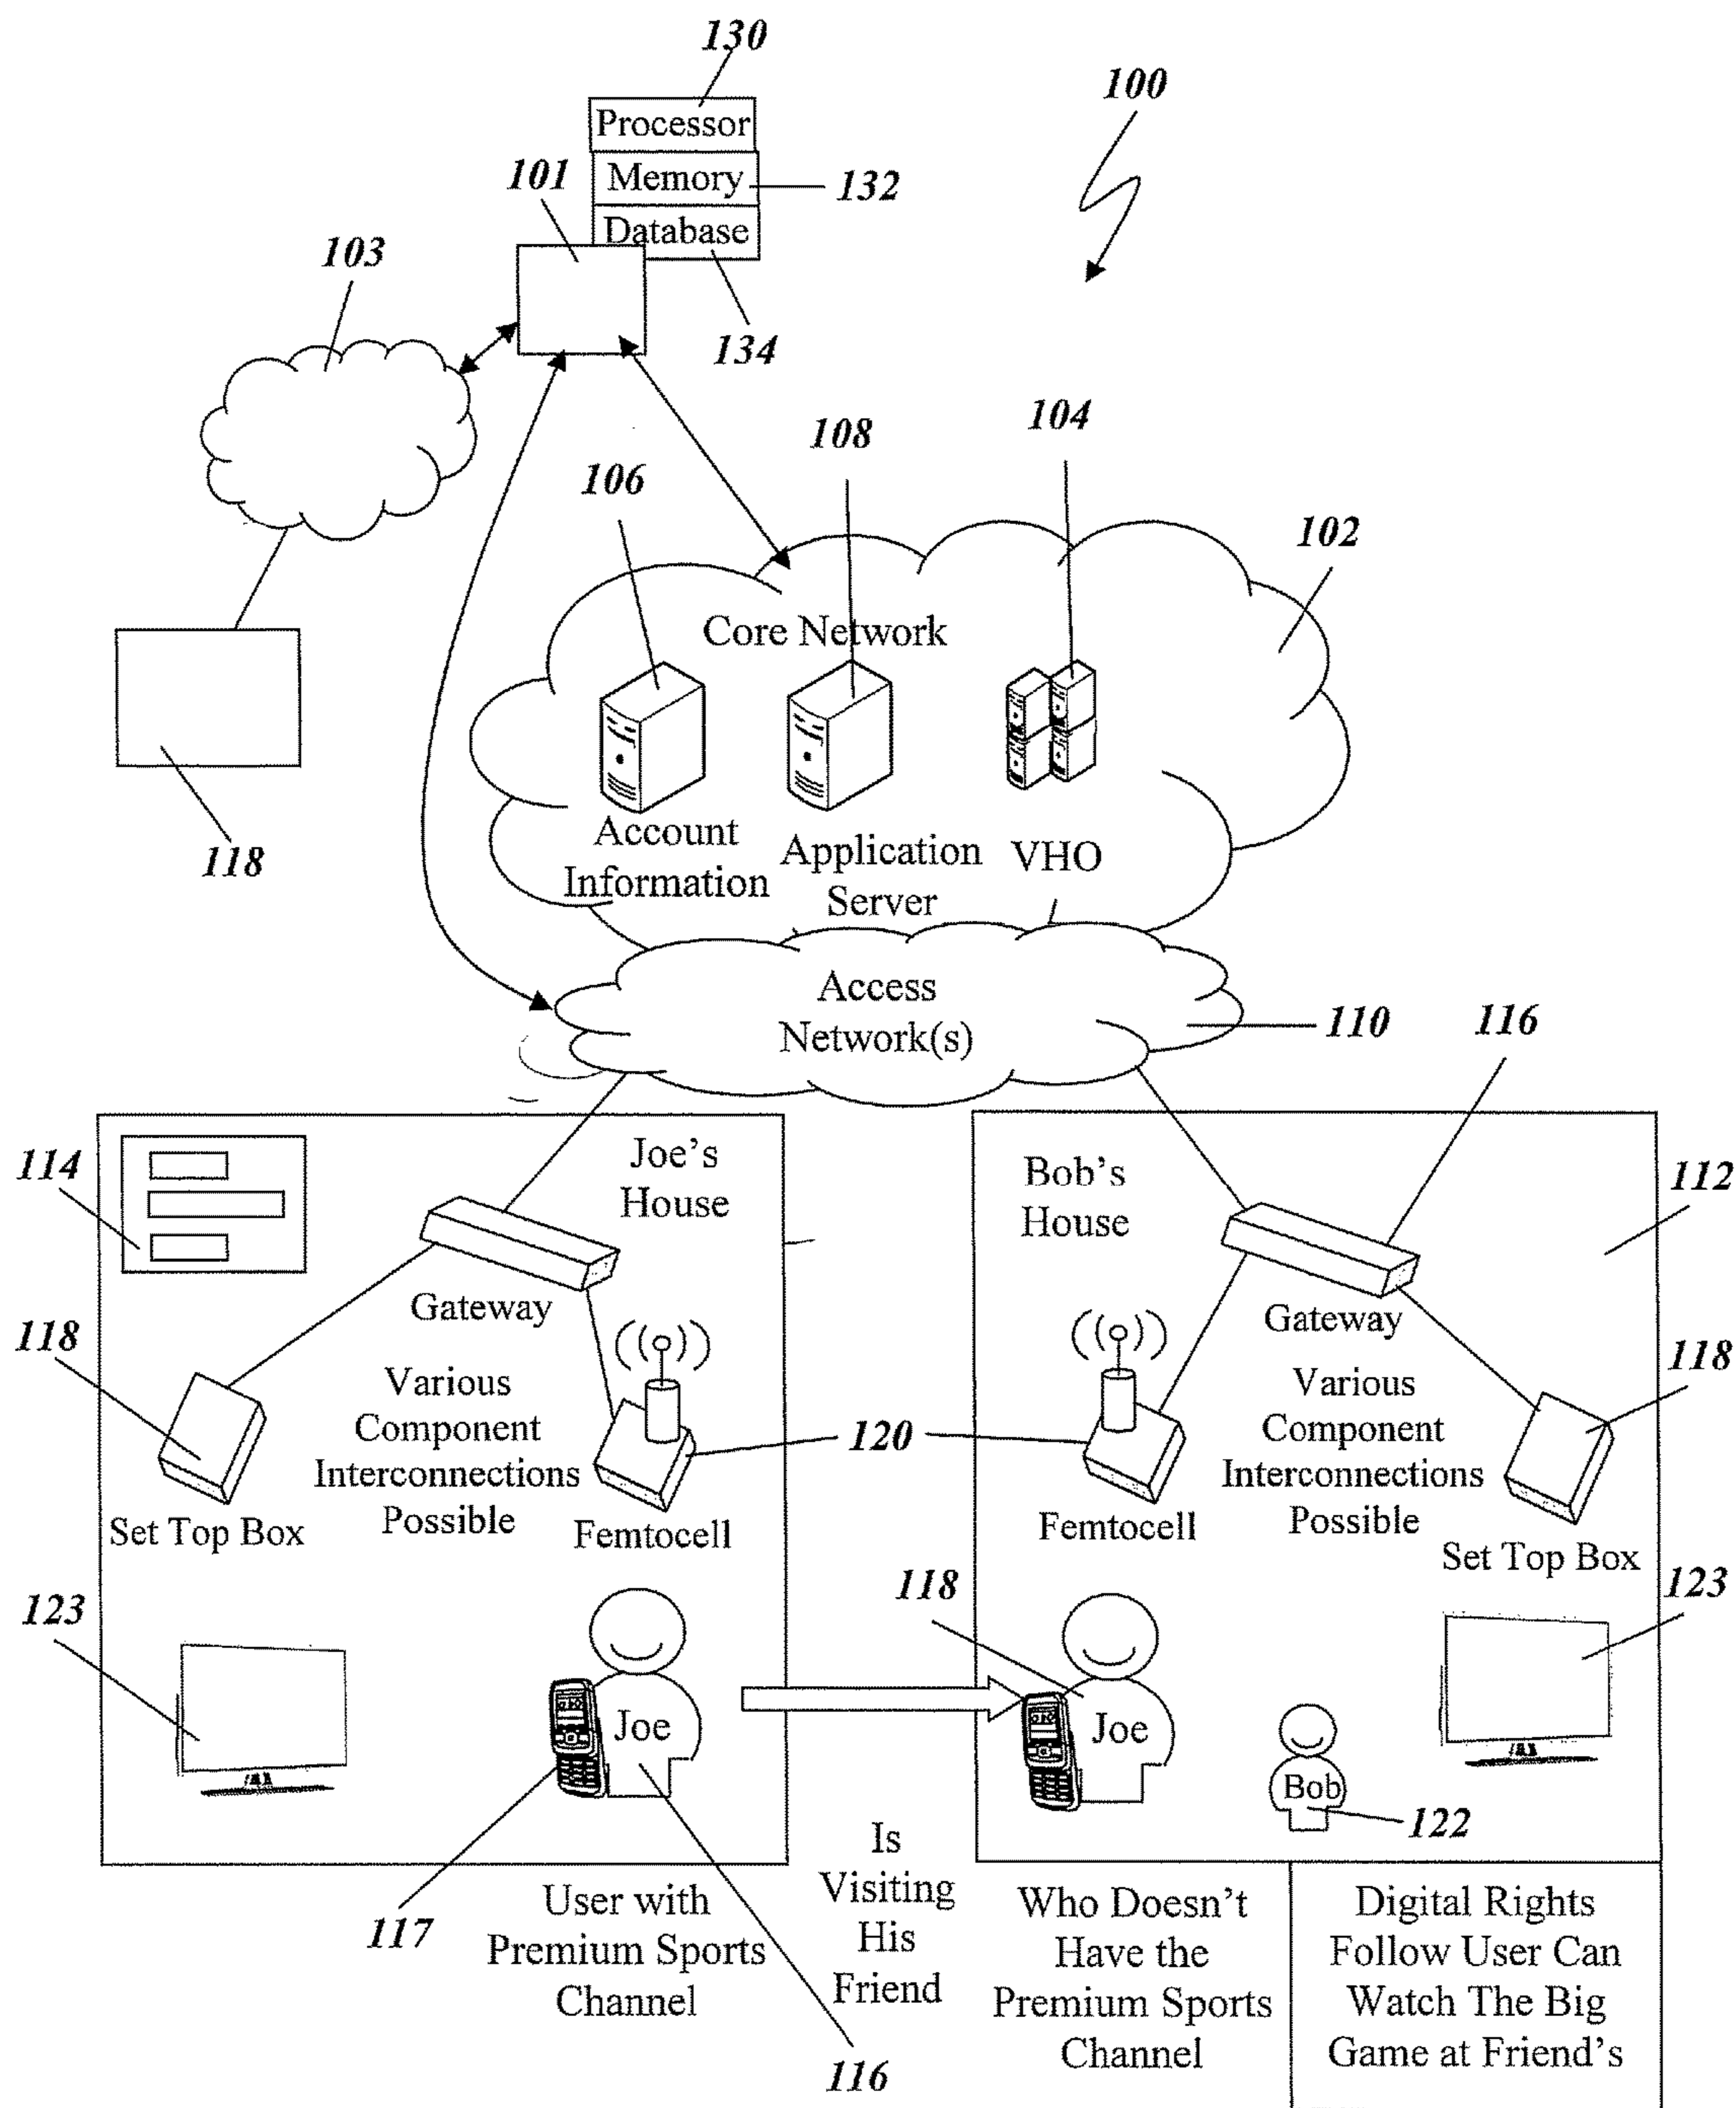 130
100
Processor
101
Memory
132
Database
103
134
104
108
106
102
Core Network
118
Account
Information
Application
Server
VHO
Access
Network(s)
110
116
114
Joe's
House
Gateway
118
Various
Component
Interconnections
Possible
Set Top Box
Femtocell
120
Bob's
House
112
Gateway
118
Various
Component
Interconnections
Possible
Femtocell
Set Top Box
123
Joe
118
Joe
Bob
122
123
117
User with
Premium Sports
Channel
116
Is
Visiting
His
Friend
Who Doesn't
Have the
Premium Sports
Channel
Digital Rights
Follow User Can
Watch The Big
Game at Friend's